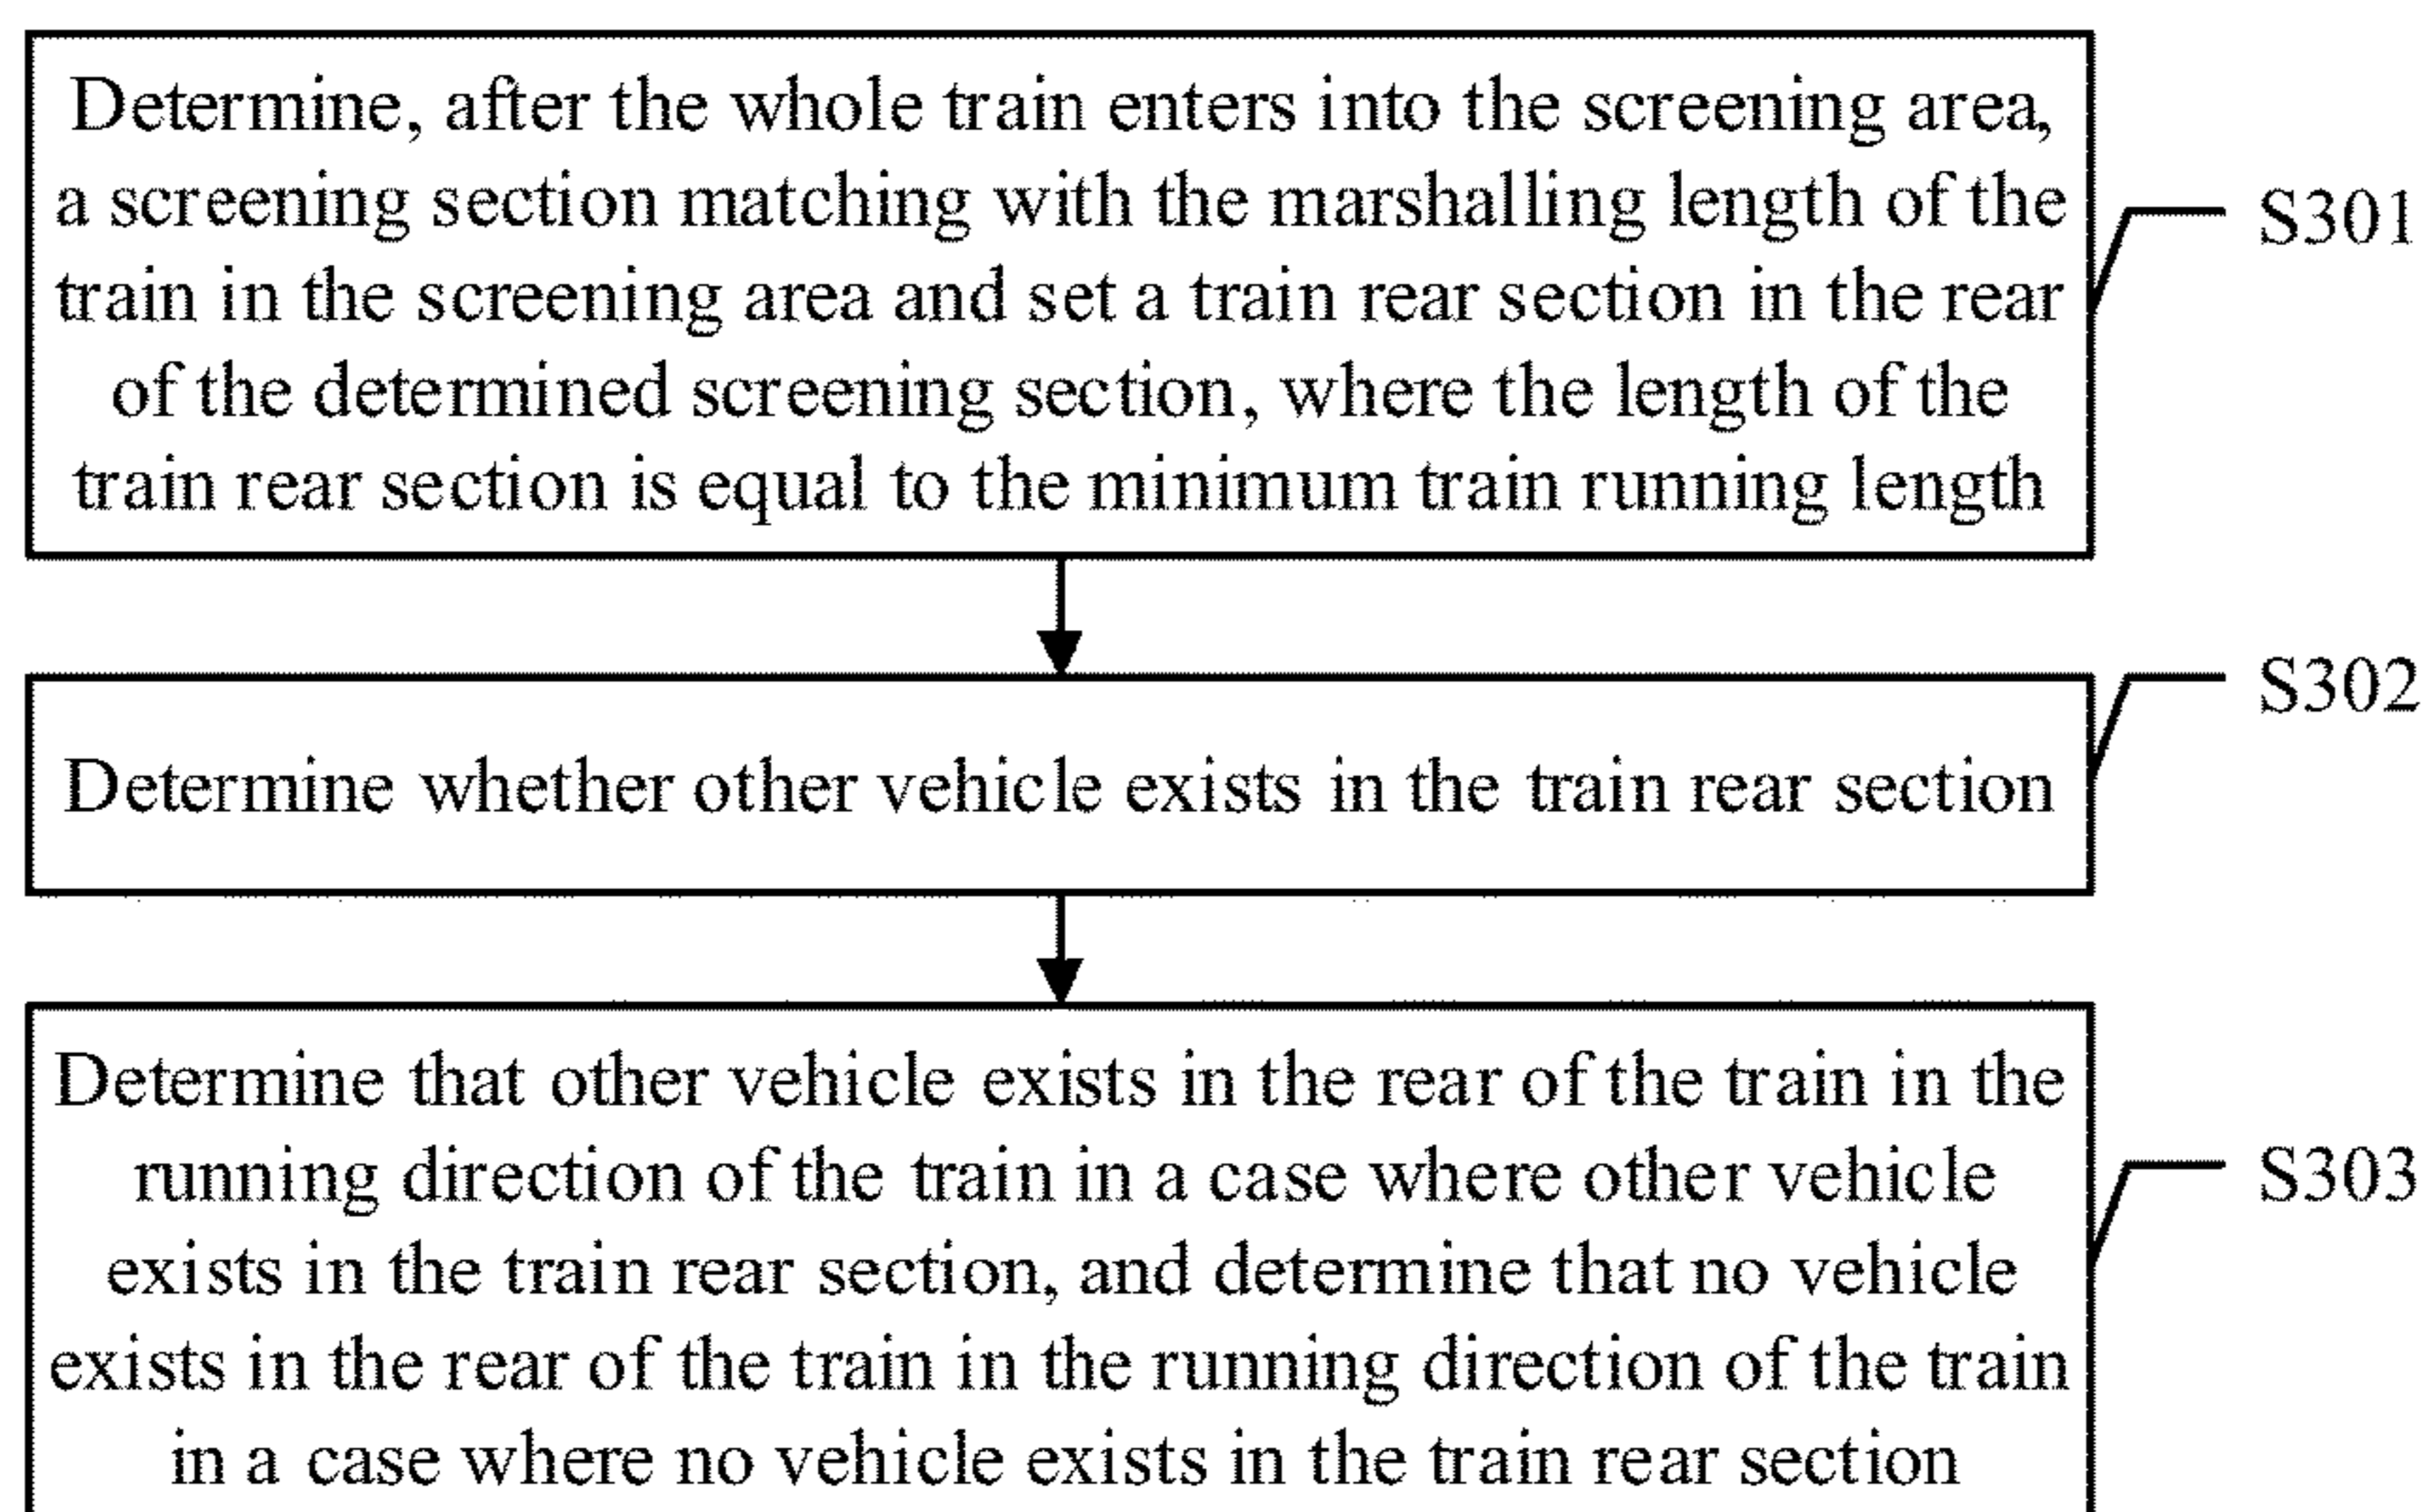 Determine, after the whole train enters into the screening area,
a screening section matching with the marshalling length of the
train in the screening area and set a train rear section in the rear
of the determined screening section, where the length of the
train rear section is equal to the minimum train running length
S301
S302
Determine whether other vehicle exists in the train rear section
Determine that other vehicle exists in the rear of the train in the
running direction of the train in a case where other vehicle
exists in the train rear section, and determine that no vehicle
exists in the rear of the train in the running direction of the train
in a case where no vehicle exists in the train rear section
S303